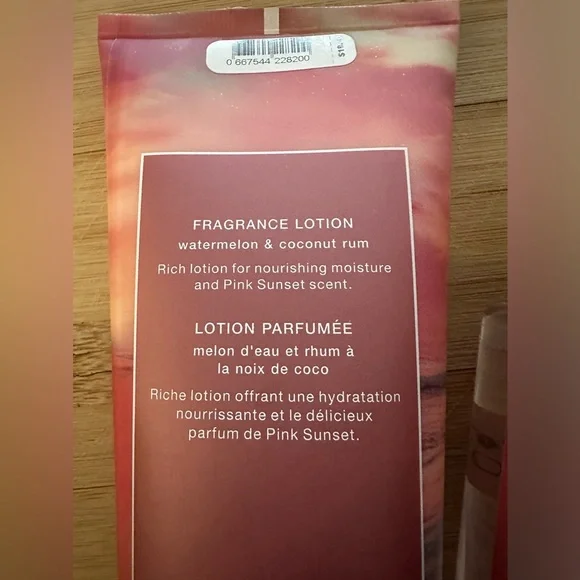 0 667544 228200
FRAGRANCE LOTION
watermelon & coconut rum
Rich lotion for nourishing moisture
and Pink Sunset scent.
LOTION PARFUMÉE
melon d'eau et rhum à
la noix de coco
Riche lotion offrant une hydratation
nourrissante et le délicieux
parfum de Pink Sunset.